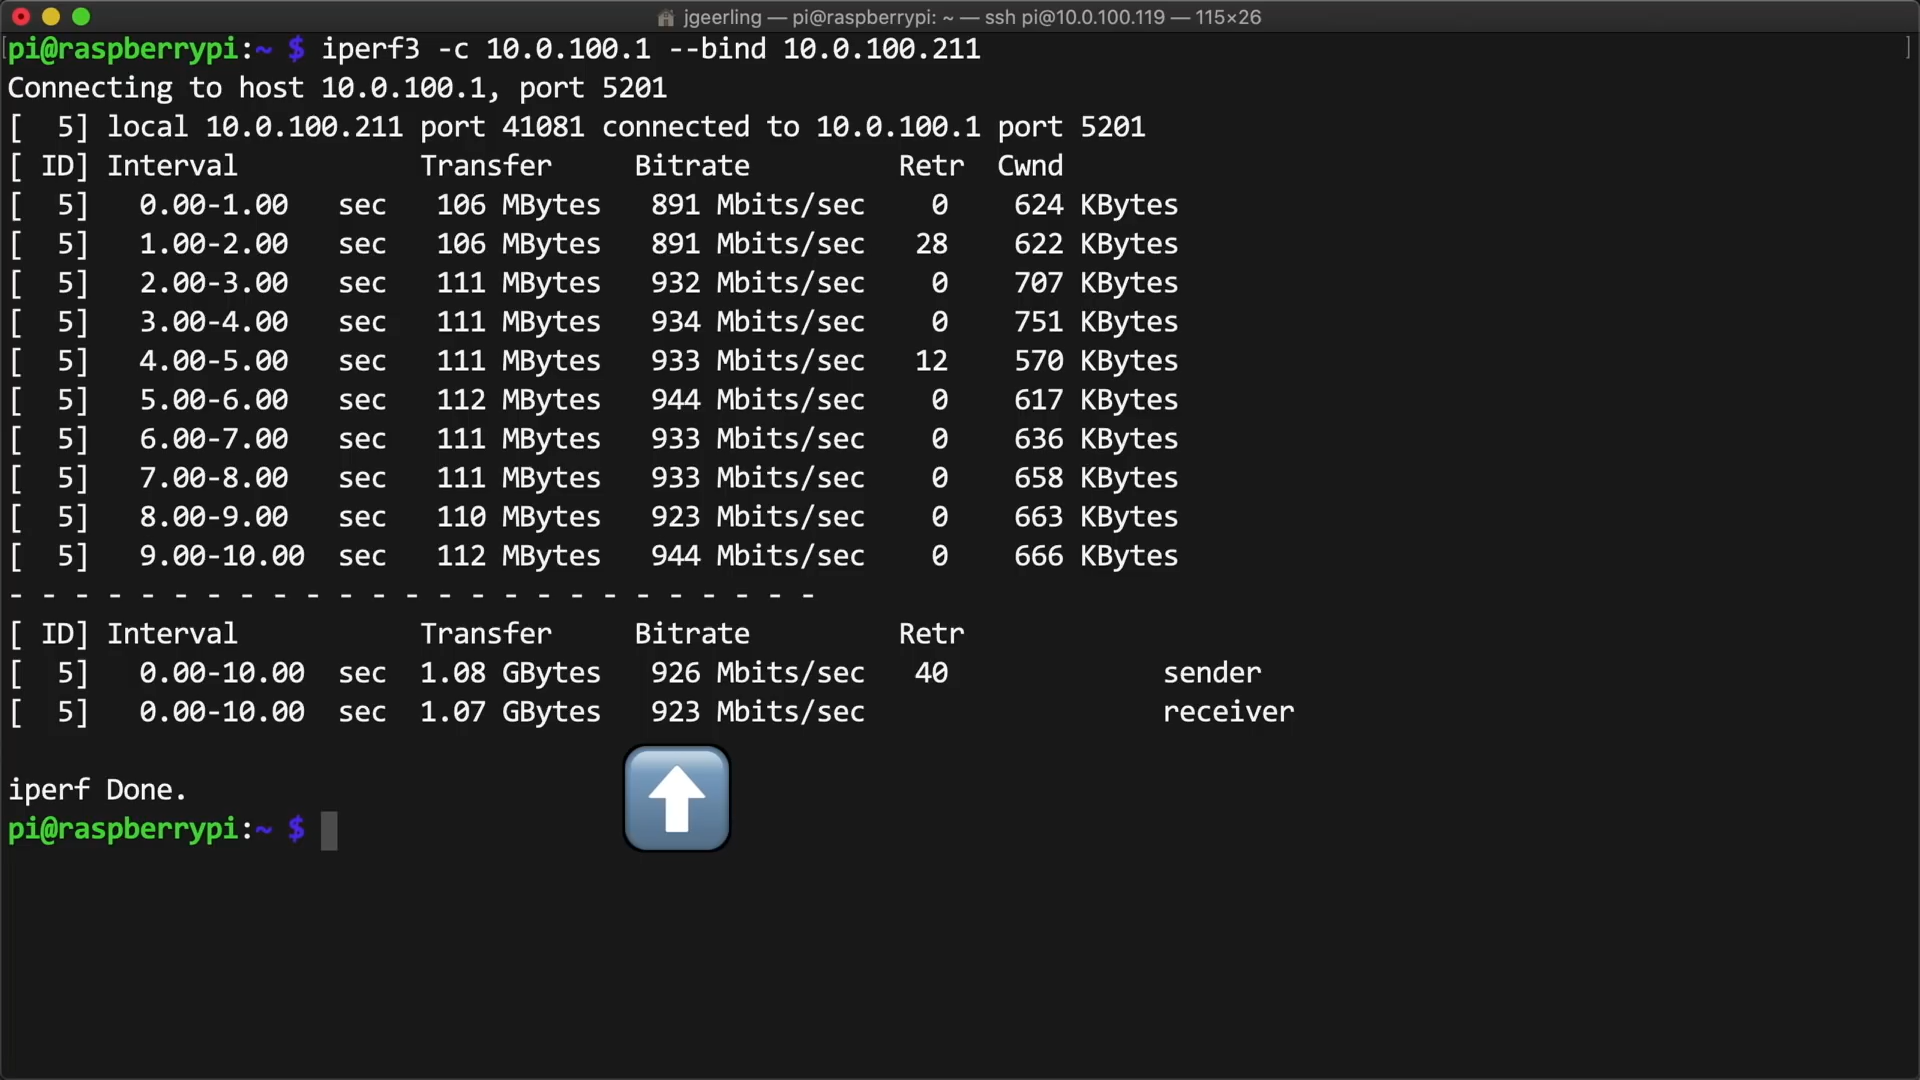 jgeerling — pi@raspberrypi: ~ — ssh pi@10.0.100.119 — 115×26
pi@raspberrypi:~ $ iperf3 -c 10.0.100.1 --bind 10.0.100.211
Connecting to host 10.0.100.1, port 5201
[  5] local 10.0.100.211 port 41081 connected to 10.0.100.1 port 5201
[ ID] Interval           Transfer     Bitrate         Retr  Cwnd
[  5]   0.00-1.00   sec   106 MBytes   891 Mbits/sec    0    624 KBytes
[  5]   1.00-2.00   sec   106 MBytes   891 Mbits/sec   28    622 KBytes
[  5]   2.00-3.00   sec   111 MBytes   932 Mbits/sec    0    707 KBytes
[  5]   3.00-4.00   sec   111 MBytes   934 Mbits/sec    0    751 KBytes
[  5]   4.00-5.00   sec   111 MBytes   933 Mbits/sec   12    570 KBytes
[  5]   5.00-6.00   sec   112 MBytes   944 Mbits/sec    0    617 KBytes
[  5]   6.00-7.00   sec   111 MBytes   933 Mbits/sec    0    636 KBytes
[  5]   7.00-8.00   sec   111 MBytes   933 Mbits/sec    0    658 KBytes
[  5]   8.00-9.00   sec   110 MBytes   923 Mbits/sec    0    663 KBytes
[  5]   9.00-10.00  sec   112 MBytes   944 Mbits/sec    0    666 KBytes
- - - - - - - - - - - - - - - - - - - - - - - - -
[ ID] Interval           Transfer     Bitrate         Retr
[  5]   0.00-10.00  sec  1.08 GBytes   926 Mbits/sec   40             sender
[  5]   0.00-10.00  sec  1.07 GBytes   923 Mbits/sec                  receiver
iperf Done.
pi@raspberrypi:~ $